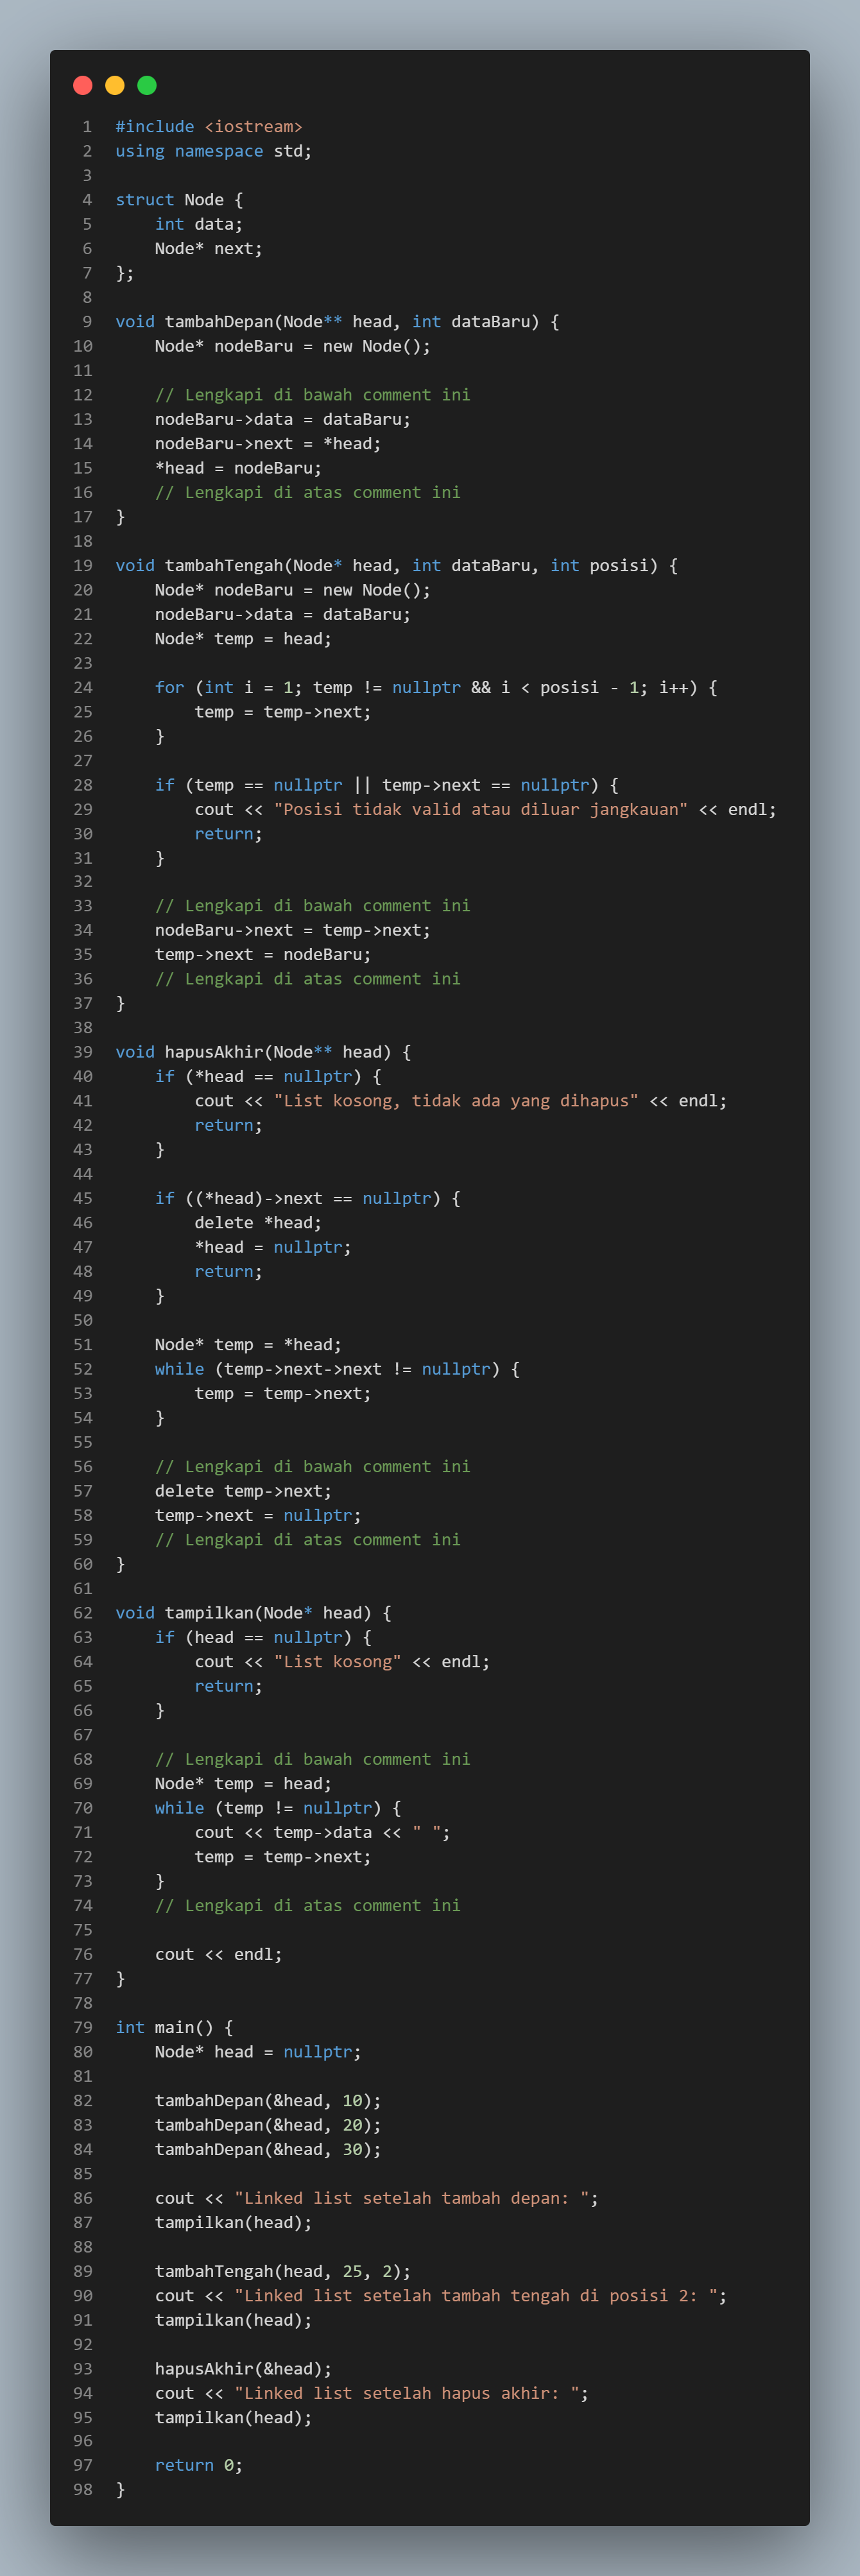 1 #include <iostream>
2 using namespace std;
3
4 struct Node {
5     int data;
6     Node* next;
7 };
8
9 void tambahDepan(Node** head, int dataBaru) {
10     Node* nodeBaru = new Node();
11
12     // Lengkapi di bawah comment ini
13     nodeBaru->data = dataBaru;
14     nodeBaru->next = *head;
15     *head = nodeBaru;
16     // Lengkapi di atas comment ini
17 }
18
19 void tambahTengah(Node* head, int dataBaru, int posisi) {
20     Node* nodeBaru = new Node();
21     nodeBaru->data = dataBaru;
22     Node* temp = head;
23
24     for (int i = 1; temp != nullptr && i < posisi - 1; i++) {
25         temp = temp->next;
26     }
27
28     if (temp == nullptr || temp->next == nullptr) {
29         cout << "Posisi tidak valid atau diluar jangkauan" << endl;
30         return;
31     }
32
33     // Lengkapi di bawah comment ini
34     nodeBaru->next = temp->next;
35     temp->next = nodeBaru;
36     // Lengkapi di atas comment ini
37 }
38
39 void hapusAkhir(Node** head) {
40     if (*head == nullptr) {
41         cout << "List kosong, tidak ada yang dihapus" << endl;
42         return;
43     }
44
45     if ((*head)->next == nullptr) {
46         delete *head;
47         *head = nullptr;
48         return;
49     }
50
51     Node* temp = *head;
52     while (temp->next->next != nullptr) {
53         temp = temp->next;
54     }
55
56     // Lengkapi di bawah comment ini
57     delete temp->next;
58     temp->next = nullptr;
59     // Lengkapi di atas comment ini
60 }
61
62 void tampilkan(Node* head) {
63     if (head == nullptr) {
64         cout << "List kosong" << endl;
65         return;
66     }
67
68     // Lengkapi di bawah comment ini
69     Node* temp = head;
70     while (temp != nullptr) {
71         cout << temp->data << " ";
72         temp = temp->next;
73     }
74     // Lengkapi di atas comment ini
75
76     cout << endl;
77 }
78
79 int main() {
80     Node* head = nullptr;
81
82     tambahDepan(&head, 10);
83     tambahDepan(&head, 20);
84     tambahDepan(&head, 30);
85
86     cout << "Linked list setelah tambah depan: ";
87     tampilkan(head);
88
89     tambahTengah(head, 25, 2);
90     cout << "Linked list setelah tambah tengah di posisi 2: ";
91     tampilkan(head);
92
93     hapusAkhir(&head);
94     cout << "Linked list setelah hapus akhir: ";
95     tampilkan(head);
96
97     return 0;
98 }